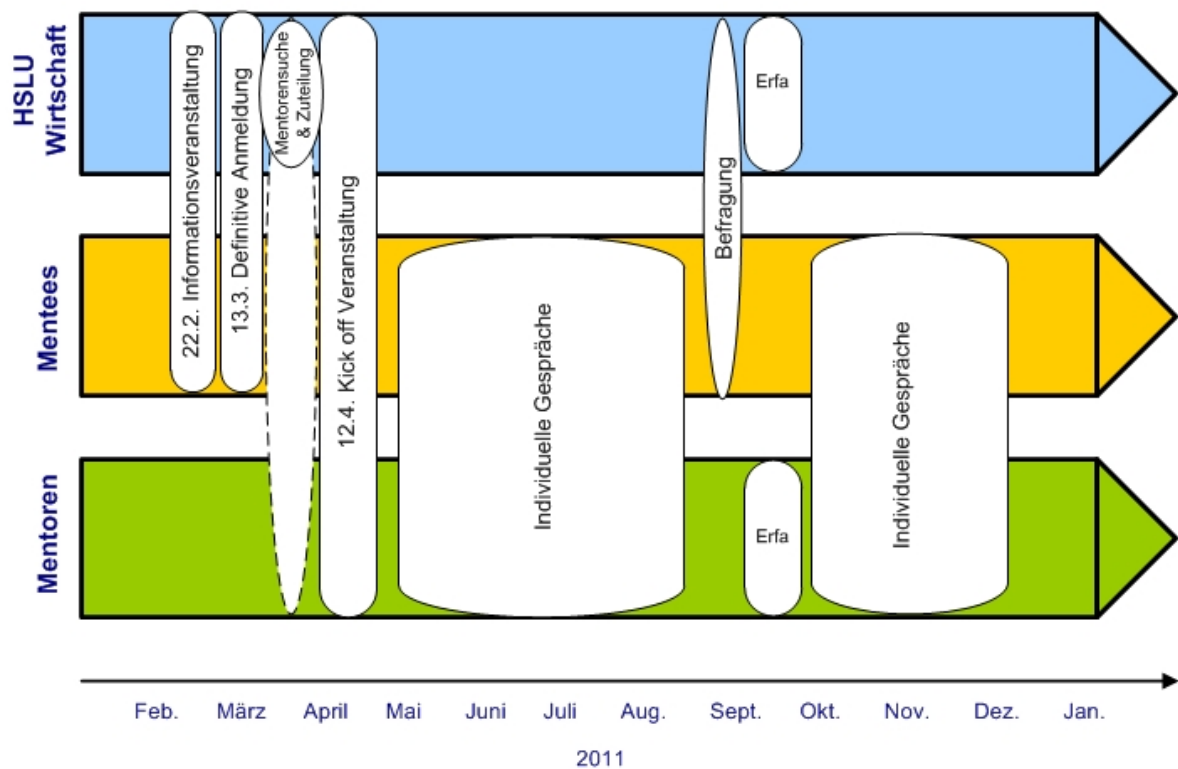 HSLU
Wirtschaft
22.2. Informationsveranstaltung
13.3. Definitive Anmeldung
Mentorensuche
& Zuteilung
12.4. Kick off Veranstaltung
Befragung
Erfa
Mentees
Individuelle Gespräche
Individuelle Gespräche
Mentoren
Erfa
Feb. März April Mai Juni Juli Aug. Sept. Okt. Nov. Dez. Jan.
2011